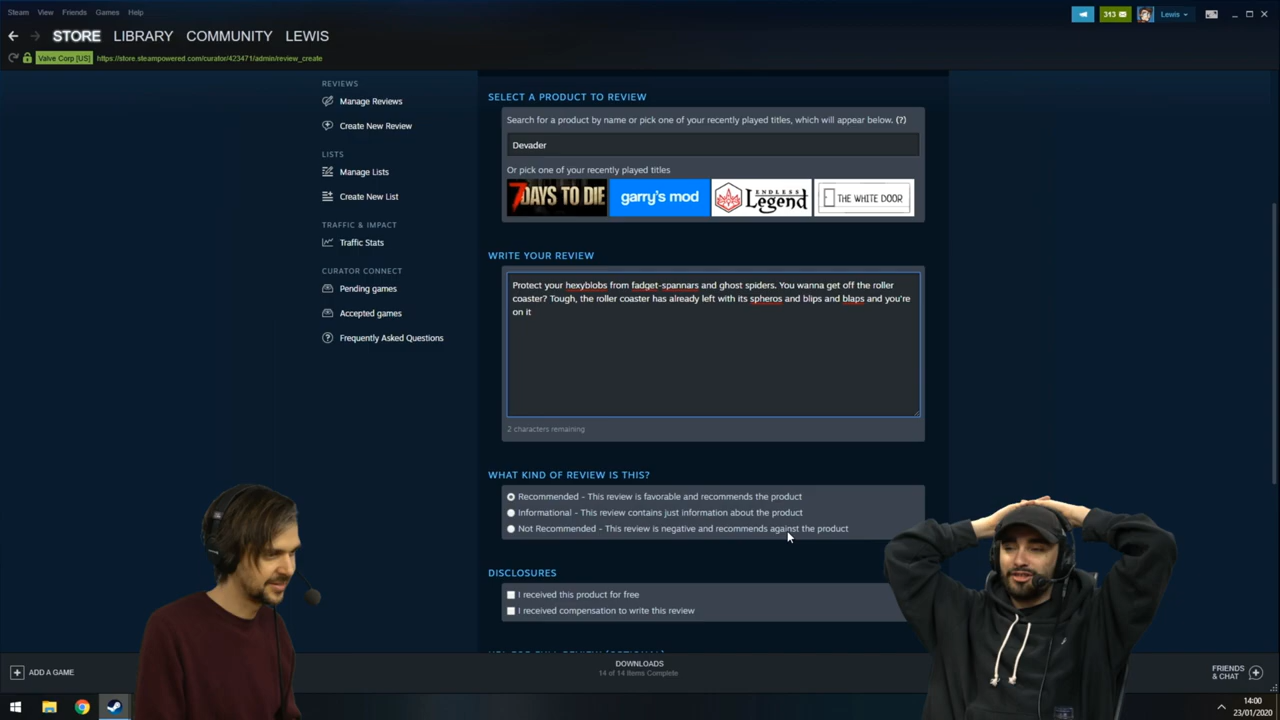 Steam View Friends Games Help
313 Lewis
STORE LIBRARY COMMUNITY LEWIS
Valve Corp [US] https://store.steampowered.com/curator/423471/admin/review_create
REVIEWS
Manage Reviews
Create New Review
LISTS
Manage Lists
Create New List
TRAFFIC & IMPACT
Traffic Stats
CURATOR CONNECT
Pending games
Accepted games
Frequently Asked Questions
SELECT A PRODUCT TO REVIEW
Search for a product by name or pick one of your recently played titles, which will appear below. (?)
Devader
Or pick one of your recently played titles
7 DAYS TO DIE garry's mod ENDLESS Legend THE WHITE DOOR
WRITE YOUR REVIEW
Protect your hexyblobs from fadget-spannars and ghost spiders. You wanna get off the roller
coaster? Tough, the roller coaster has already left with its spheros and blips and blaps and you're
on it
2 characters remaining
WHAT KIND OF REVIEW IS THIS?
Recommended - This review is favorable and recommends the product
Informational - This review contains just information about the product
Not Recommended - This review is negative and recommends against the product
DISCLOSURES
I received this product for free
I received compensation to write this review
ADD A GAME
DOWNLOADS
14 of 14 Items Complete
FRIENDS
& CHAT
14:00
23/01/2020